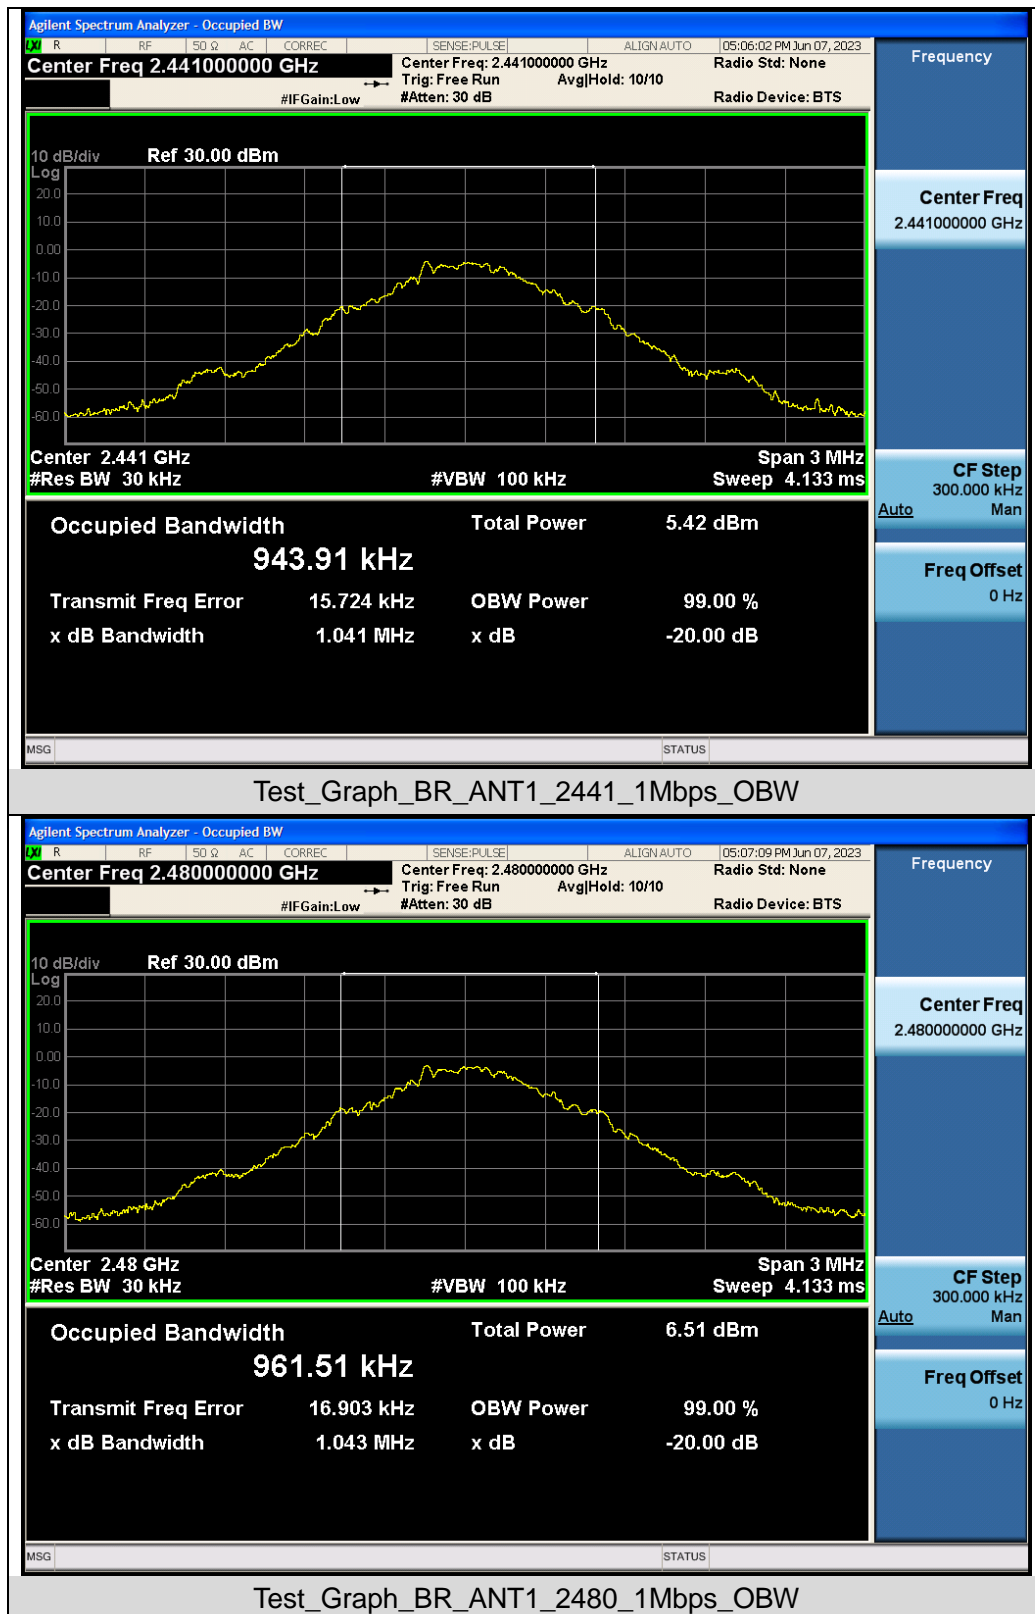 Agilent Spectrum Analyzer - Occupied BW
LXI R RF 50 Ω AC CORREC SENSE:PULSE ALIGN AUTO 05:06:02 PM Jun 07, 2023
Center Freq 2.441000000 GHz
Center Freq: 2.441000000 GHz
Radio Std: None
Trig: Free Run Avg|Hold: 10/10
#IFGain:Low
#Atten: 30 dB
Radio Device: BTS
10 dB/div Ref 30.00 dBm
Log
20.0
10.0
0.00
-10.0
-20.0
-30.0
-40.0
-50.0
-60.0
Center 2.441 GHz Span 3 MHz
#Res BW 30 kHz #VBW 100 kHz Sweep 4.133 ms
Occupied Bandwidth Total Power 5.42 dBm
943.91 kHz
Transmit Freq Error 15.724 kHz OBW Power 99.00 %
x dB Bandwidth 1.041 MHz x dB -20.00 dB
MSG STATUS
Frequency
Center Freq
2.441000000 GHz
CF Step
300.000 kHz
Auto Man
Freq Offset
0 Hz
Test_Graph_BR_ANT1_2441_1Mbps_OBW
Agilent Spectrum Analyzer - Occupied BW
LXI R RF 50 Ω AC CORREC SENSE:PULSE ALIGN AUTO 05:07:09 PM Jun 07, 2023
Center Freq 2.480000000 GHz
Center Freq: 2.480000000 GHz
Radio Std: None
Trig: Free Run Avg|Hold: 10/10
#IFGain:Low
#Atten: 30 dB
Radio Device: BTS
10 dB/div Ref 30.00 dBm
Log
20.0
10.0
0.00
-10.0
-20.0
-30.0
-40.0
-50.0
-60.0
Center 2.48 GHz Span 3 MHz
#Res BW 30 kHz #VBW 100 kHz Sweep 4.133 ms
Occupied Bandwidth Total Power 6.51 dBm
961.51 kHz
Transmit Freq Error 16.903 kHz OBW Power 99.00 %
x dB Bandwidth 1.043 MHz x dB -20.00 dB
MSG STATUS
Frequency
Center Freq
2.480000000 GHz
CF Step
300.000 kHz
Auto Man
Freq Offset
0 Hz
Test_Graph_BR_ANT1_2480_1Mbps_OBW